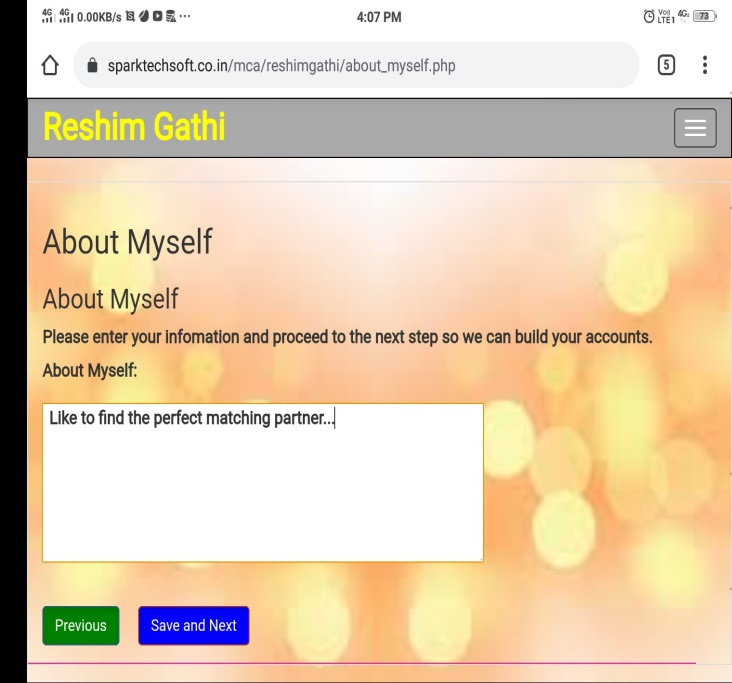 4G 4G 0.00KB/s ... 4:07 PM Vo) LTE1 4G 73
sparktechsoft.co.in/mca/reshimgathi/about_myself.php 5
Reshim Gathi
About Myself
About Myself
Please enter your infomation and proceed to the next step so we can build your accounts.
About Myself:
Like to find the perfect matching partner...
Previous Save and Next